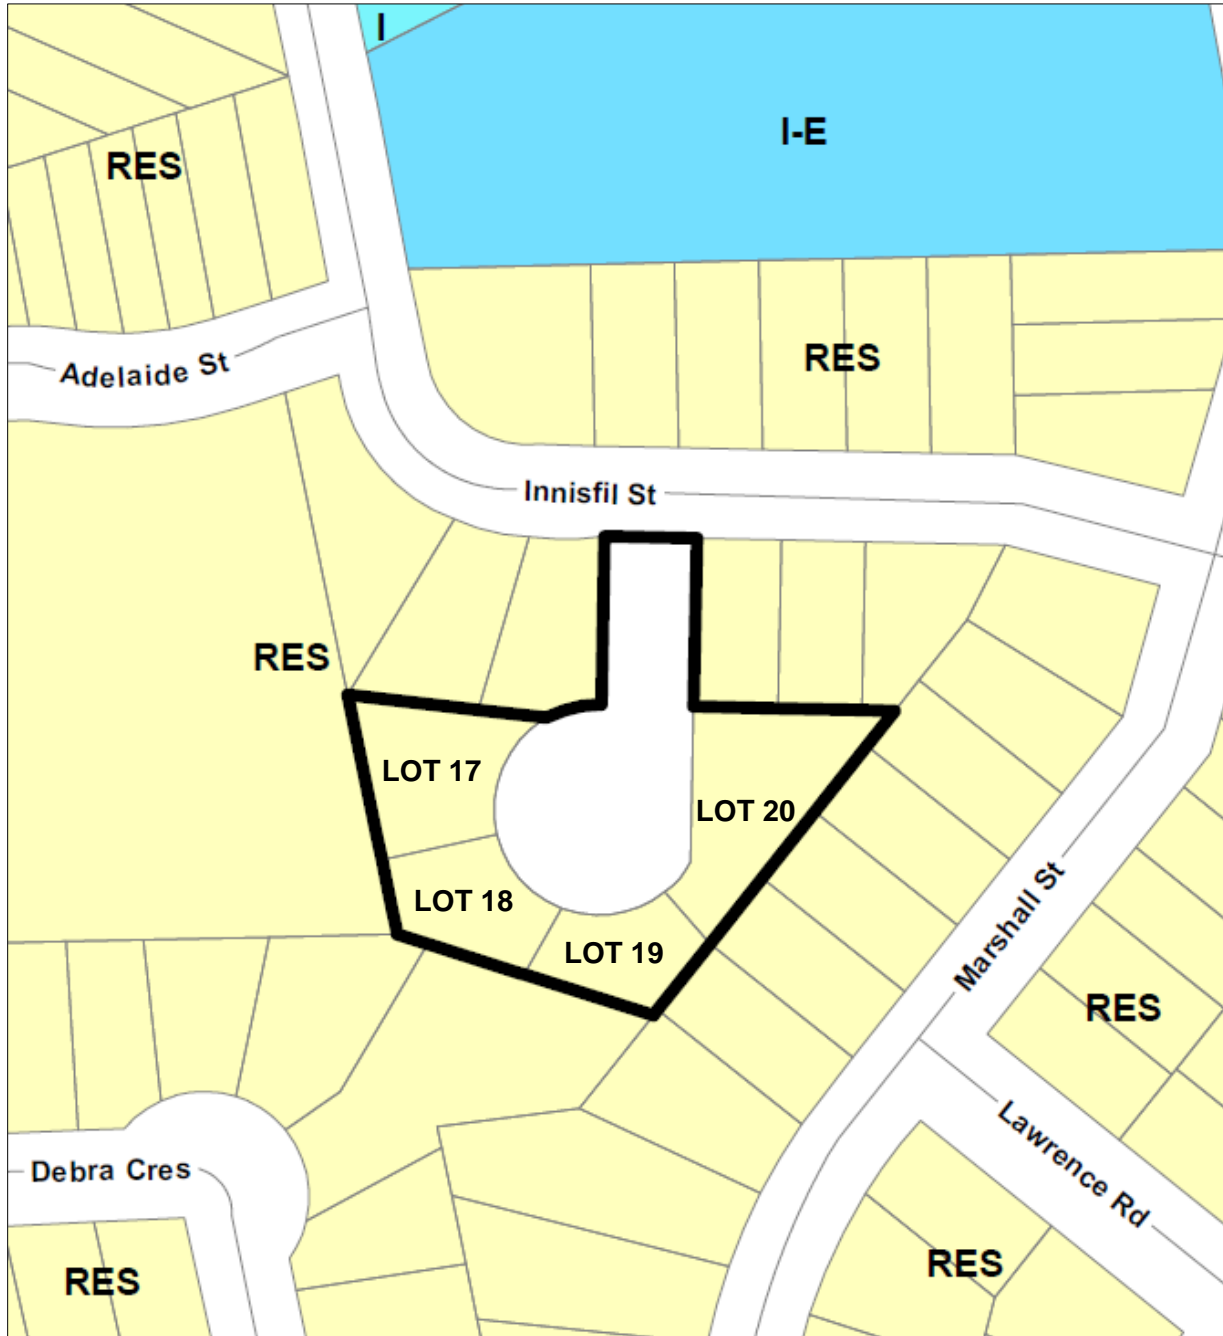 I
I-E
RES
RES
Adelaide St
Innisfil St
RES
LOT 17
LOT 20
LOT 18
LOT 19
Marshall St
RES
Lawrence Rd
Debra Cres
RES
RES